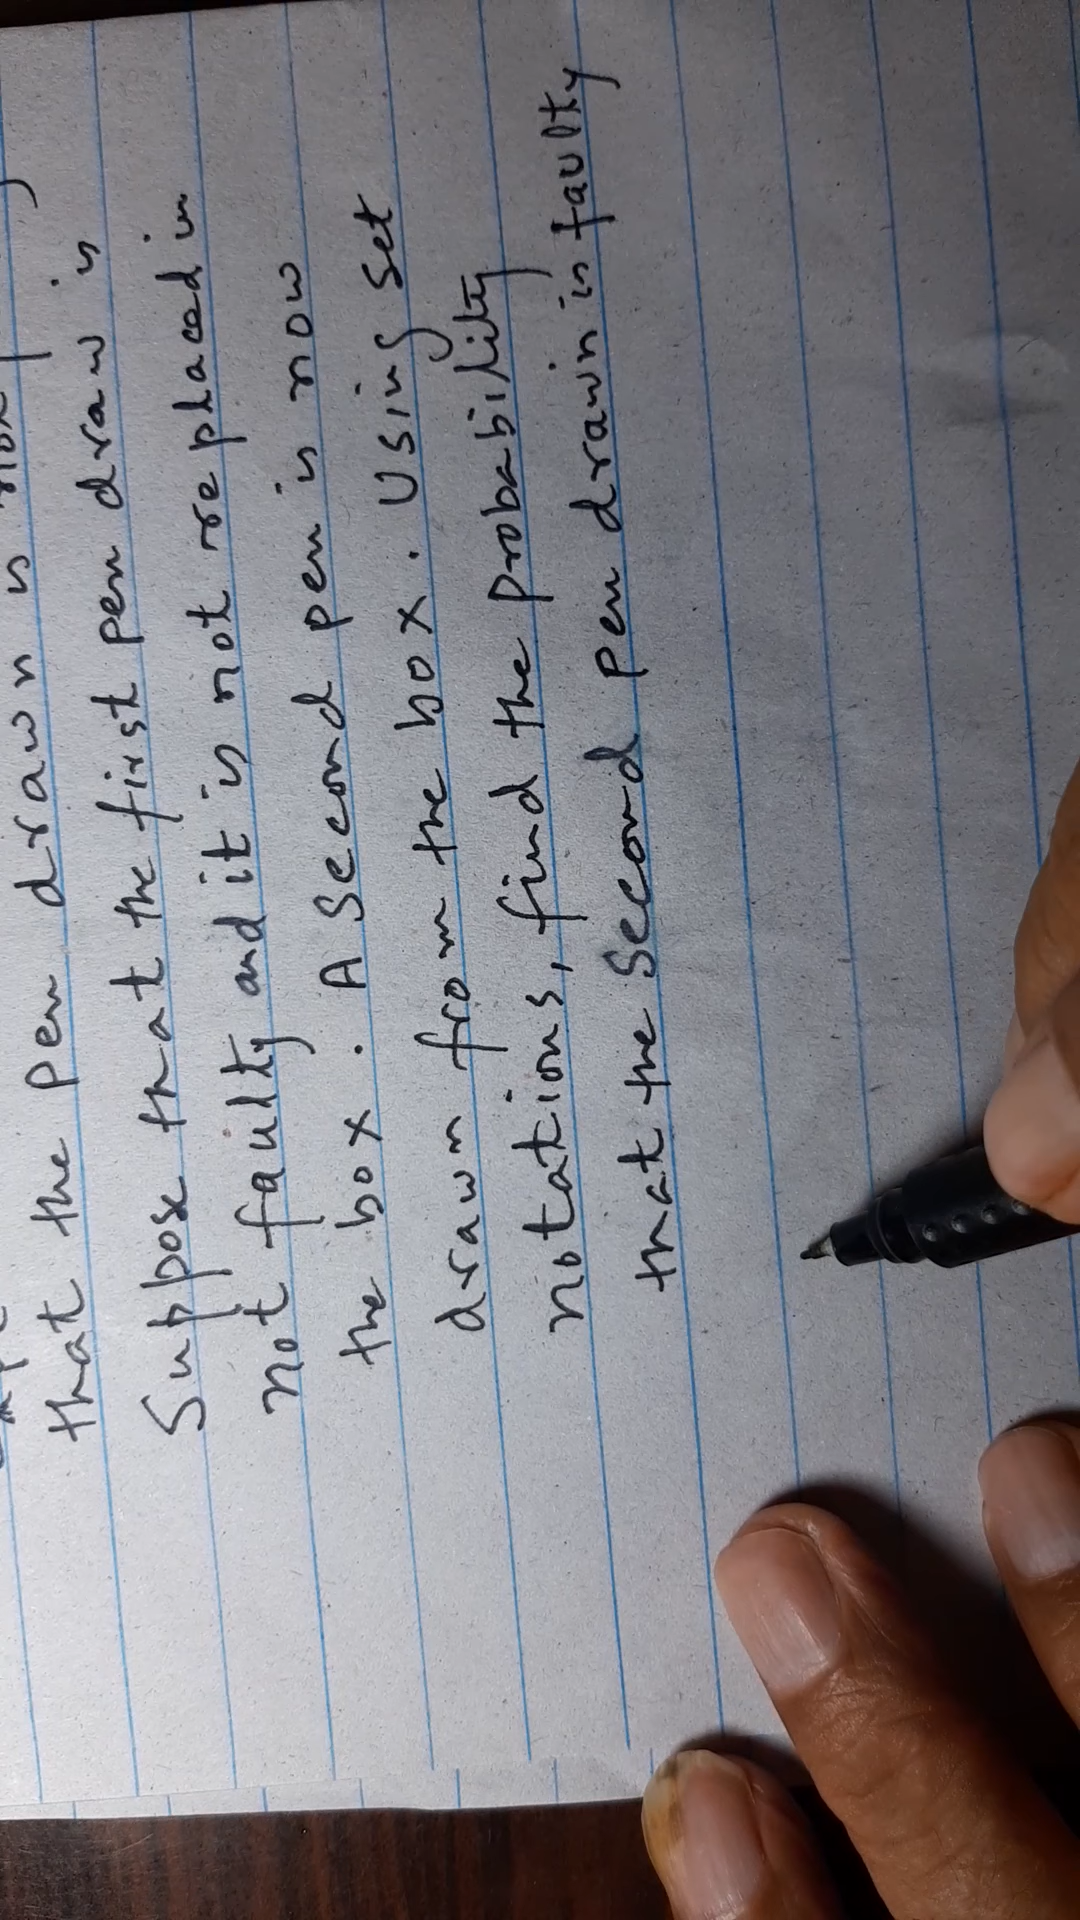 that the pen drawn is
Suppose that the first pen draw is
not faulty and it is not replaced in
the box. A Second pen is now
drawn from the box. Using Set
notations, find the probability
that the Second pen drawn is faulty